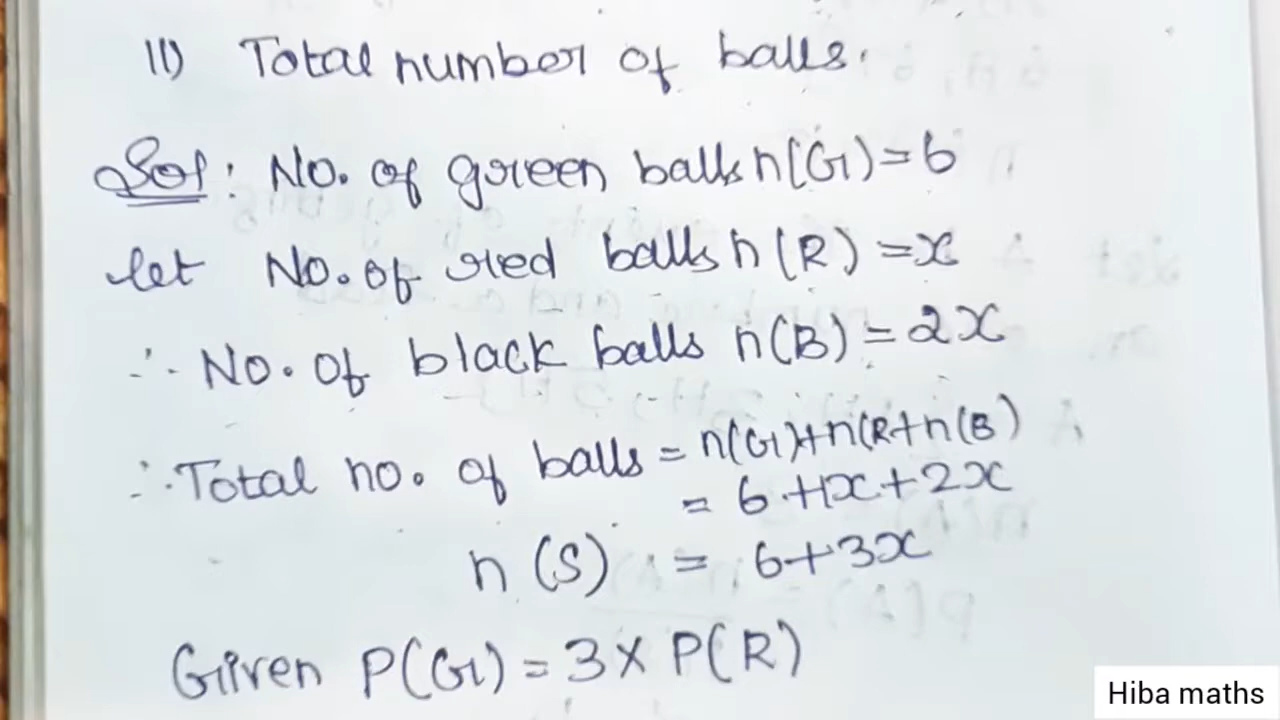 II) Total number of balls.
Sol: No. of green balls n(G)=6
let No. of red balls n(R) =x
∴ No. of black balls n(B) = 2x
∴ Total no. of balls = n(G)+n(R+n(B)
= 6+1x+2x
n(S) = 6+3x
Given P(G) = 3 X P(R)
Hiba maths